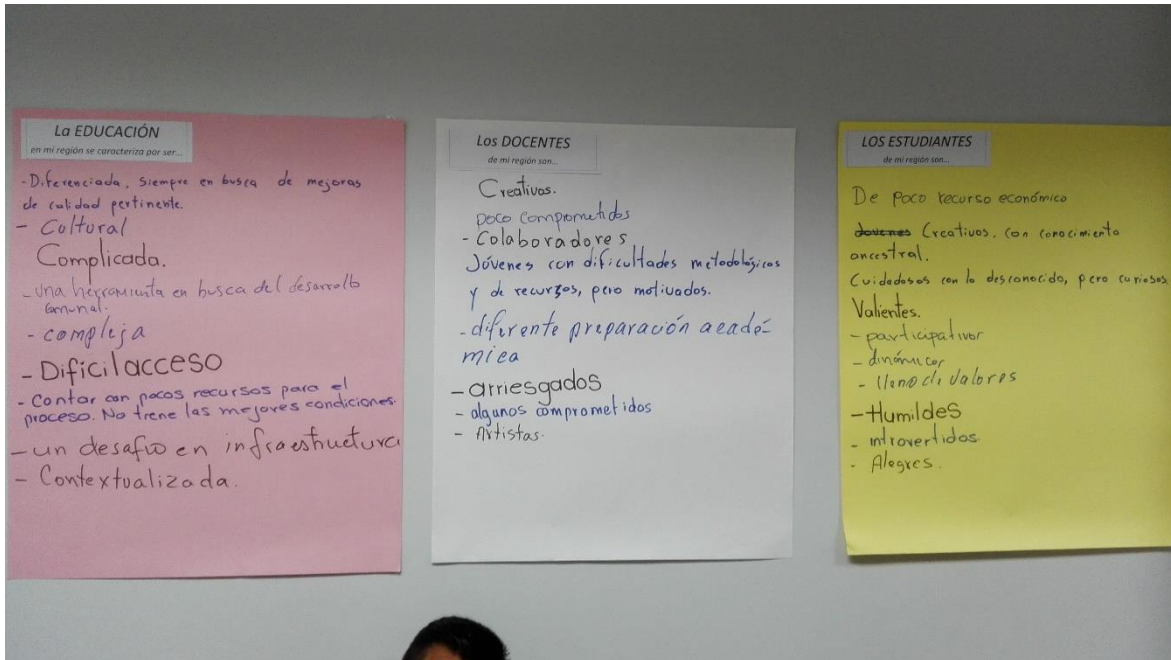 La EDUCACIÓN
en mi región se caracteriza por ser...
-Diferenciada, siempre en busca de mejoras
de calidad pertinente.
- Cultural
Complicada.
- una herramienta en busca del desarrollo
comunal.
- compleja
- Dificil acceso
- Contar con pocos recursos para el
proceso. No tiene las mejores condiciones.
- un desafío en infraestructura
- Contextualizada.
Los DOCENTES
de mi región son...
Creativos.
poco comprometidos
- Colaboradores
Jóvenes con dificultades metodológicos
y de recursos, pero motivados.
- diferente preparación acadé-
mica
- arriesgados
- algunos comprometidos
- Artistas.
LOS ESTUDIANTES
de mi región son...
De poco recurso económico
jovenes Creativos, con conocimiento
ancestral.
Cuidadosos con lo desconocido, pero curiosos
Valientes.
- participativos
- dinámicos
- lleno de valores
- Humildes
- introvertidos.
- Alegres.